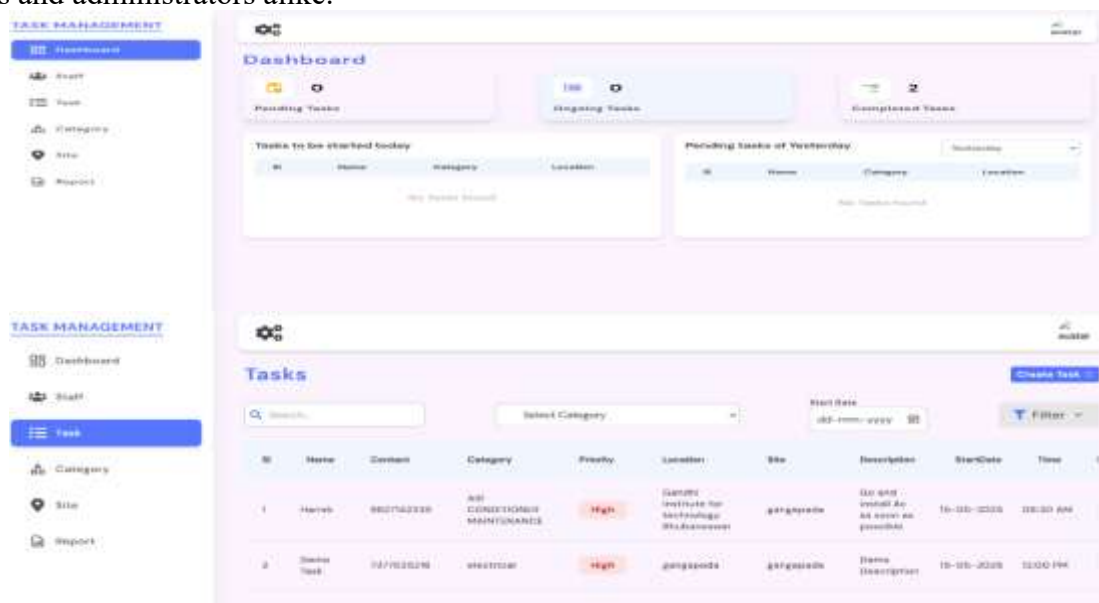 s and administrators alike.
TASK MANAGEMENT
Dashboard
Staff
Task
Category
Site
Report
avatar
Dashboard
0
Pending Tasks
0
Ongoing Tasks
2
Completed Tasks
Tasks to be started today
Sl Name Category Location
No Tasks found
Pending tasks of Yesterday
Yesterday
Sl Name Category Location
No Tasks found
TASK MANAGEMENT
Dashboard
Staff
Task
Category
Site
Report
avatar
Tasks
Create Task
Search...
Select Category
Start Date
dd-mm-yyyy
Filter
Sl Name Contact Category Priority Location Site Description StartDate Time
1 CONDITIONER MAINTENANCE High Gandhi Institute for Technology Bhubaneswar gangapada Go and install Ac as soon as possible
2 Demo Task electrical High gangapada gangapada Demo Description 12:00 PM